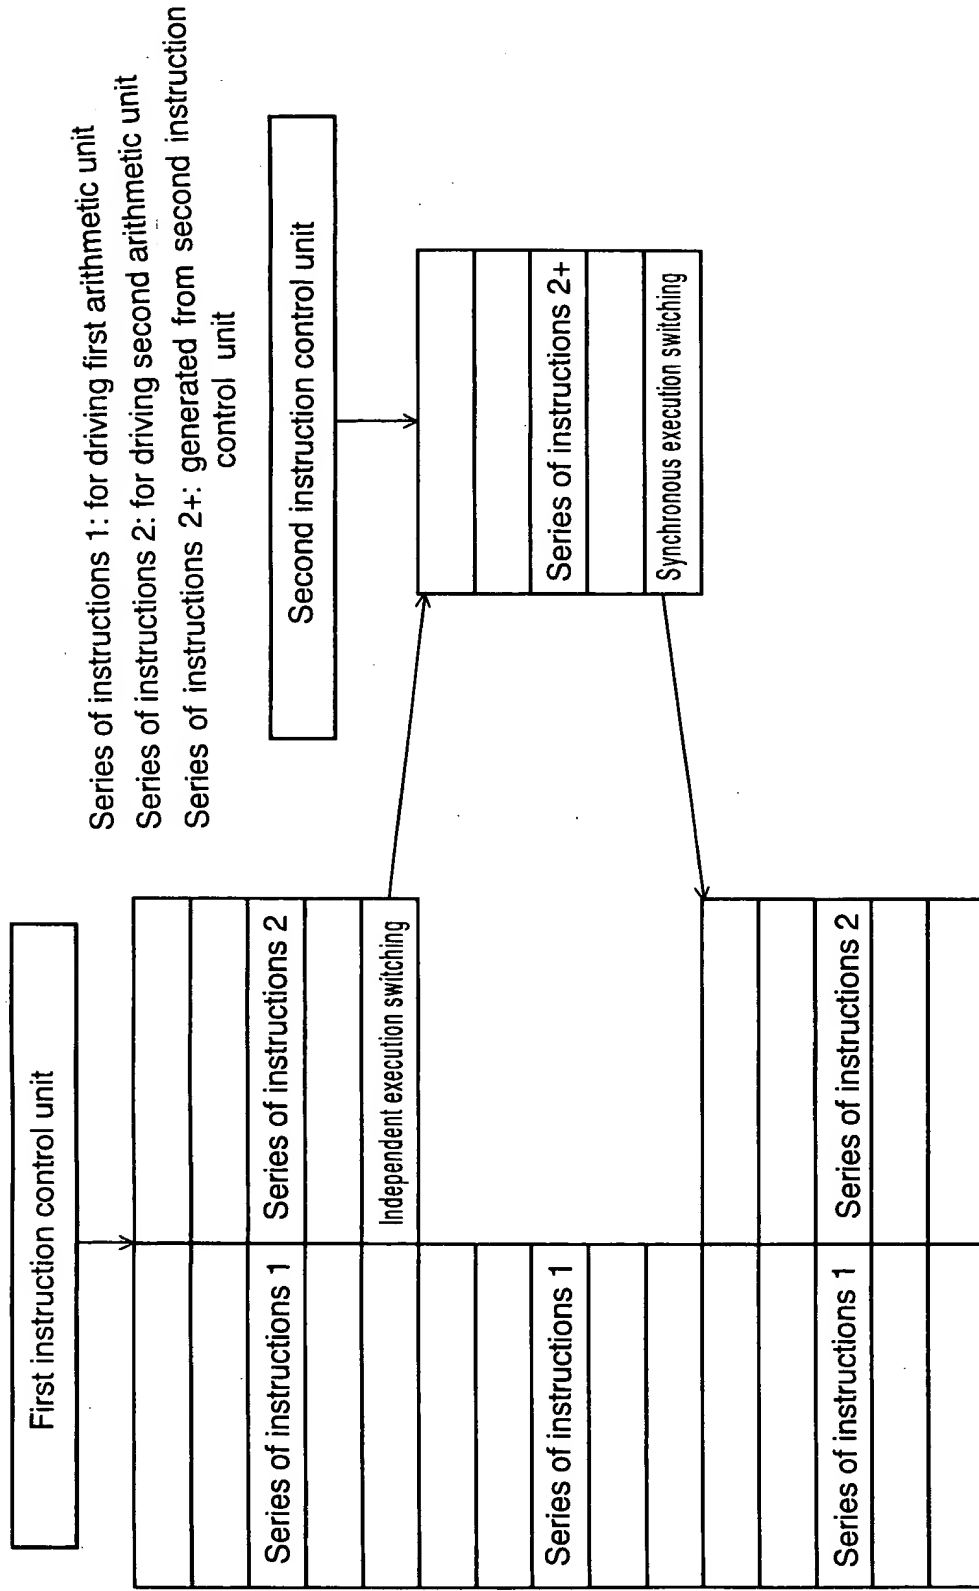 First instruction control unit
Series of instructions 1: for driving first arithmetic unit
Series of instructions 2: for driving second arithmetic unit
Series of instructions 2+: generated from second instruction
control unit
Second instruction control unit
Series of instructions 1
Series of instructions 2
Independent execution switching
Series of instructions 1
Series of instructions 2+
Synchronous execution switching
Series of instructions 1
Series of instructions 2